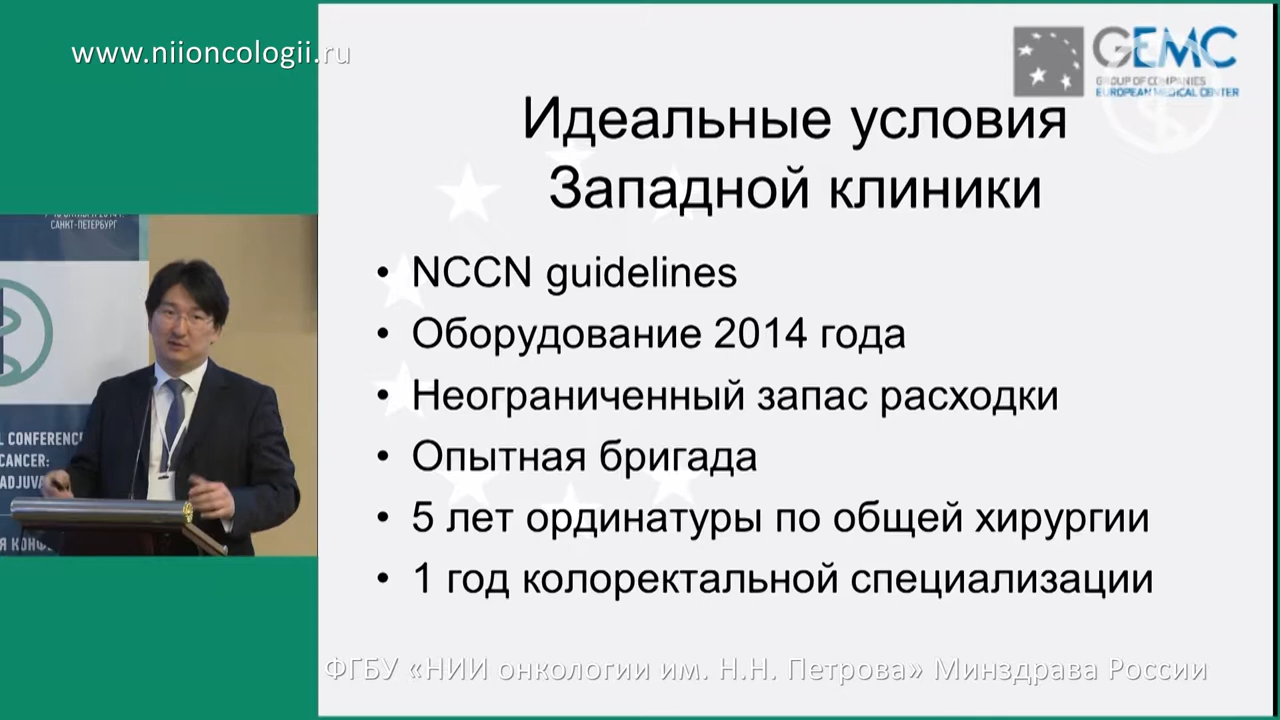 www.niioncologii.ru
GEMC
GROUP OF COMPANIES
EUROPEAN MEDICAL CENTER
Идеальные условия
Западной клиники
• NCCN guidelines
• Оборудование 2014 года
• Неограниченный запас расходки
• Опытная бригада
• 5 лет ординатуры по общей хирургии
• 1 год колоректальной специализации
САНКТ-ПЕТЕРБУРГ
CONFERENC
CANCER:
ADJUVA
ФГБУ «НИИ онкологии им. Н.Н. Петрова» Минздрава России